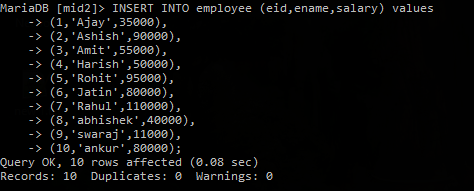 MariaDB [mid2]> INSERT INTO employee (eid,ename,salary) values
    -> (1,'Ajay',35000),
    -> (2,'Ashish',90000),
    -> (3,'Amit',55000),
    -> (4,'Harish',50000),
    -> (5,'Rohit',95000),
    -> (6,'Jatin',80000),
    -> (7,'Rahul',110000),
    -> (8,'abhishek',40000),
    -> (9,'swaraj',11000),
    -> (10,'ankur',80000);
Query OK, 10 rows affected (0.08 sec)
Records: 10  Duplicates: 0  Warnings: 0